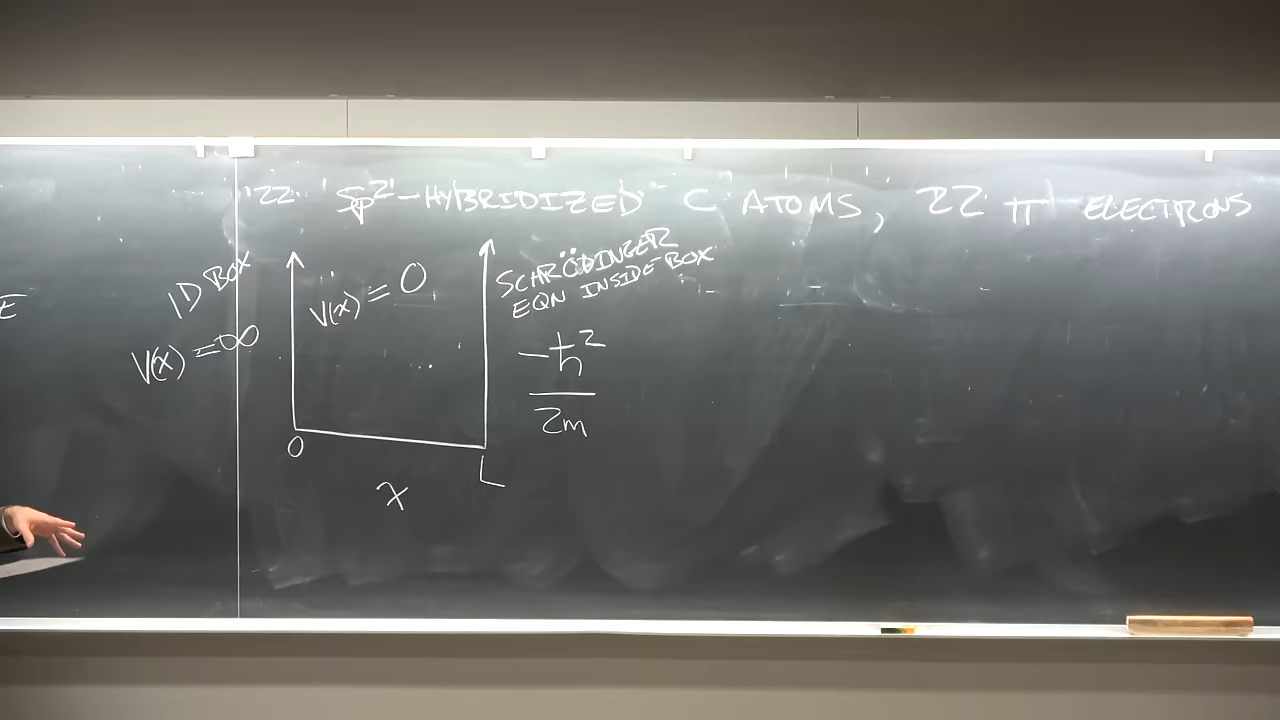 22 sp²-HYBRIDIZED C ATOMS, 22 π ELECTRONS
E
1D BOX
V(x) = ∞
V(x) = 0
0
L
x
SCHRÖDINGER
EQN INSIDE BOX
-ħ²
2m